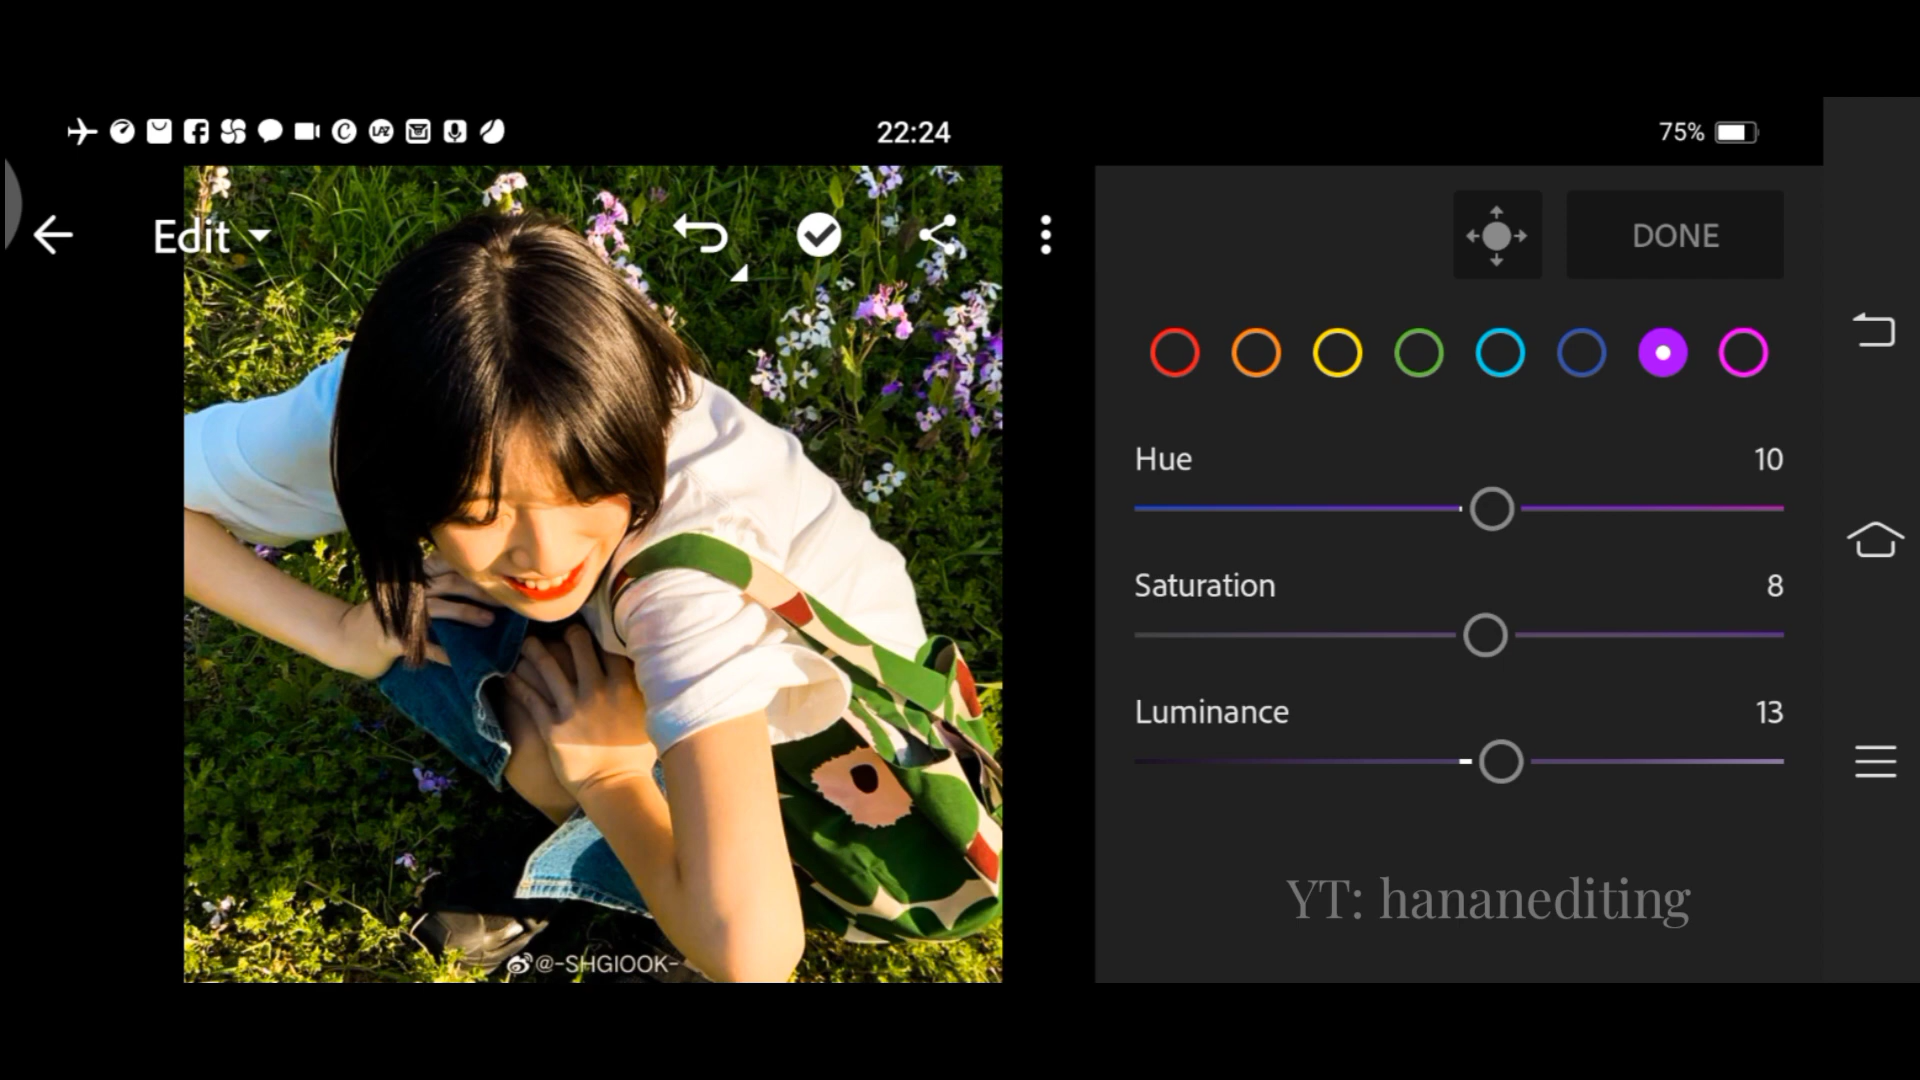 22:24
75%
Edit
DONE
Hue 10
Saturation 8
Luminance 13
YT: hananediting
@-SHGIOOK-